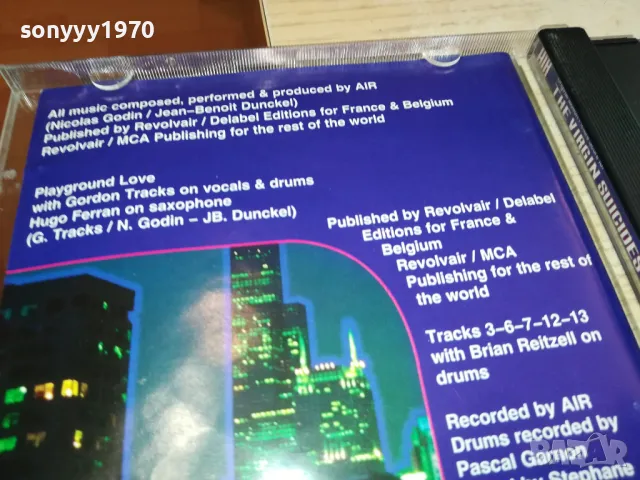 sonyyy1970
All music composed, performed & produced by AIR
(Nicolas Godin / Jean-Benoit Dunckel)
Published by Revolvair / Delabel Editions for France & Belgium
Revolvair / MCA Publishing for the rest of the world
Playground Love
with Gordon Tracks on vocals & drums
Hugo Ferran on saxophone
(G. Tracks / N. Godin – JB. Dunckel)
Published by Revolvair / Delabel
Editions for France &
Belgium
Revolvair / MCA
Publishing for the rest of
the world
Tracks 3-6-7-12-13
with Brian Reitzell on
drums
Recorded by AIR
Drums recorded by
Pascal Garnon
by Stephane
AIR THE VIRGIN SUICIDES
BAZAR